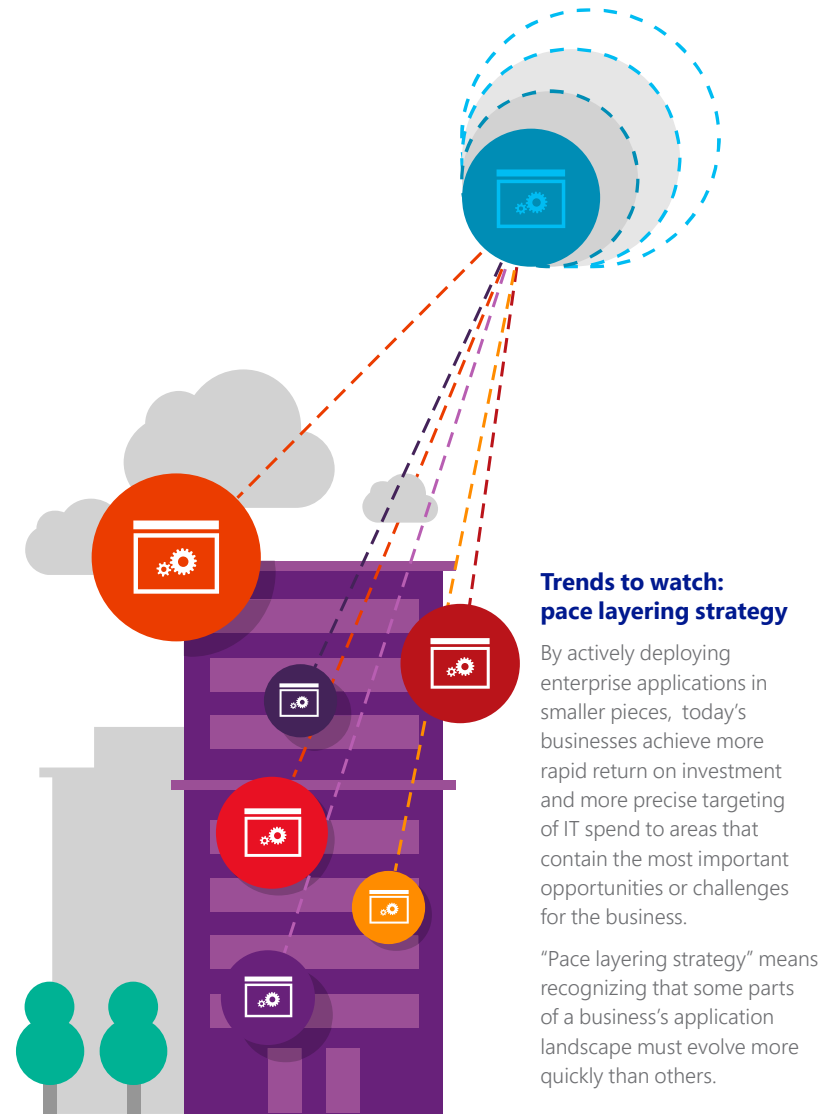 Trends to watch:
pace layering strategy
By actively deploying
enterprise applications in
smaller pieces,  today’s
businesses achieve more
rapid return on investment
and more precise targeting
of IT spend to areas that
contain the most important
opportunities or challenges
for the business.
“Pace layering strategy” means
recognizing that some parts
of a business’s application
landscape must evolve more
quickly than others.